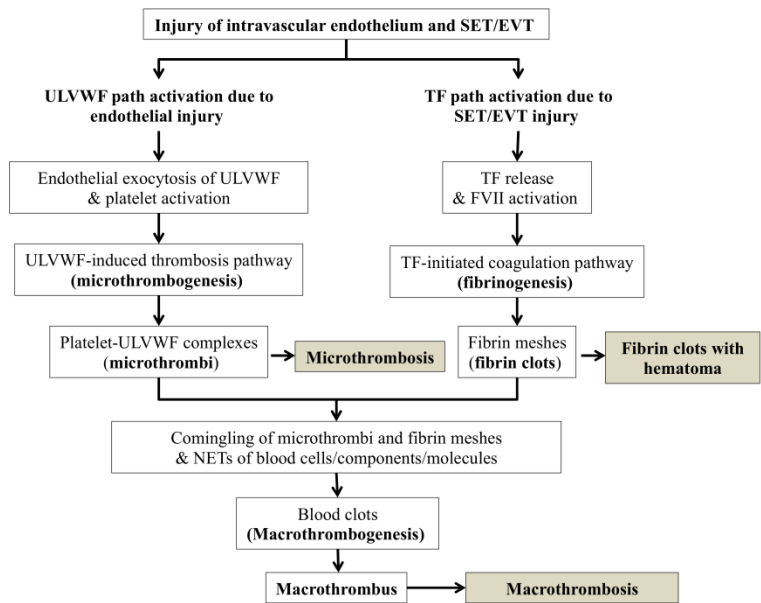 Injury of intravascular endothelium and SET/EVT
ULVWF path activation due to
endothelial injury
TF path activation due to
SET/EVT injury
Endothelial exocytosis of ULVWF
& platelet activation
TF release
& FVII activation
ULVWF-induced thrombosis pathway
(microthrombogenesis)
TF-initiated coagulation pathway
(fibrinogenesis)
Platelet-ULVWF complexes
(microthrombi)
Microthrombosis
Fibrin meshes
(fibrin clots)
Fibrin clots with
hematoma
Comingling of microthrombi and fibrin meshes
& NETs of blood cells/components/molecules
Blood clots
(Macrothrombogenesis)
Macrothrombus
Macrothrombosis